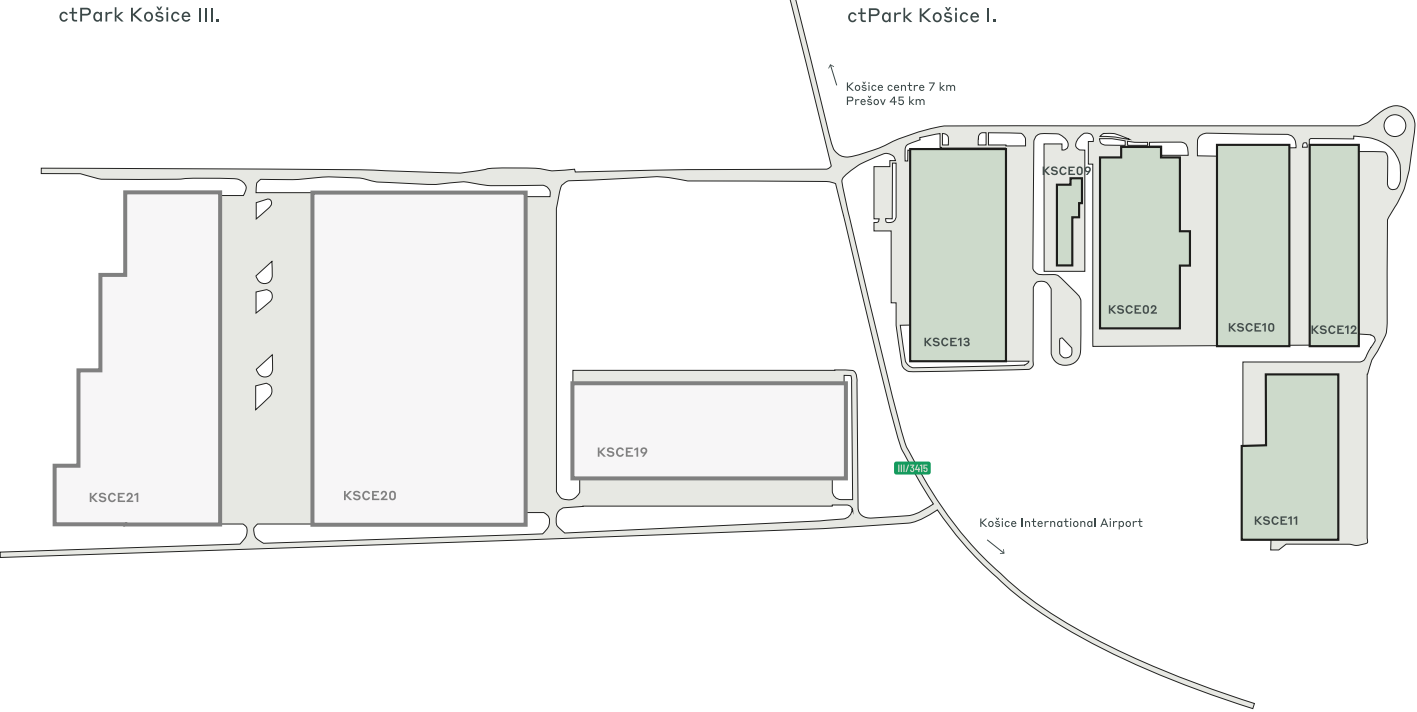 ctPark Košice III.
ctPark Košice I.
Košice centre 7 km
Prešov 45 km
KSCE09
KSCE02
KSCE10
KSCE12
KSCE13
KSCE19
III/3415
KSCE20
KSCE21
Košice International Airport
KSCE11